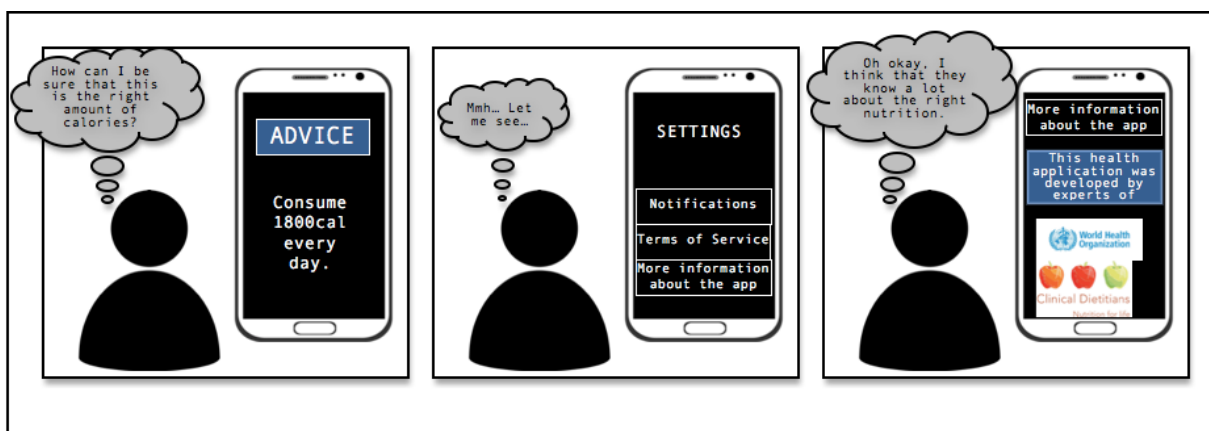 How can I be
sure that this
is the right
amount of
calories?
ADVICE
Consume
1800cal
every
day.
Mmh… Let
me see…
SETTINGS
Notifications
Terms of Service
More information
about the app
Oh okay, I
think that they
know a lot
about the right
nutrition.
More information
about the app
This health
application was
developed by
experts of
World Health
Organization
Clinical Dietitians
Nutrition for life